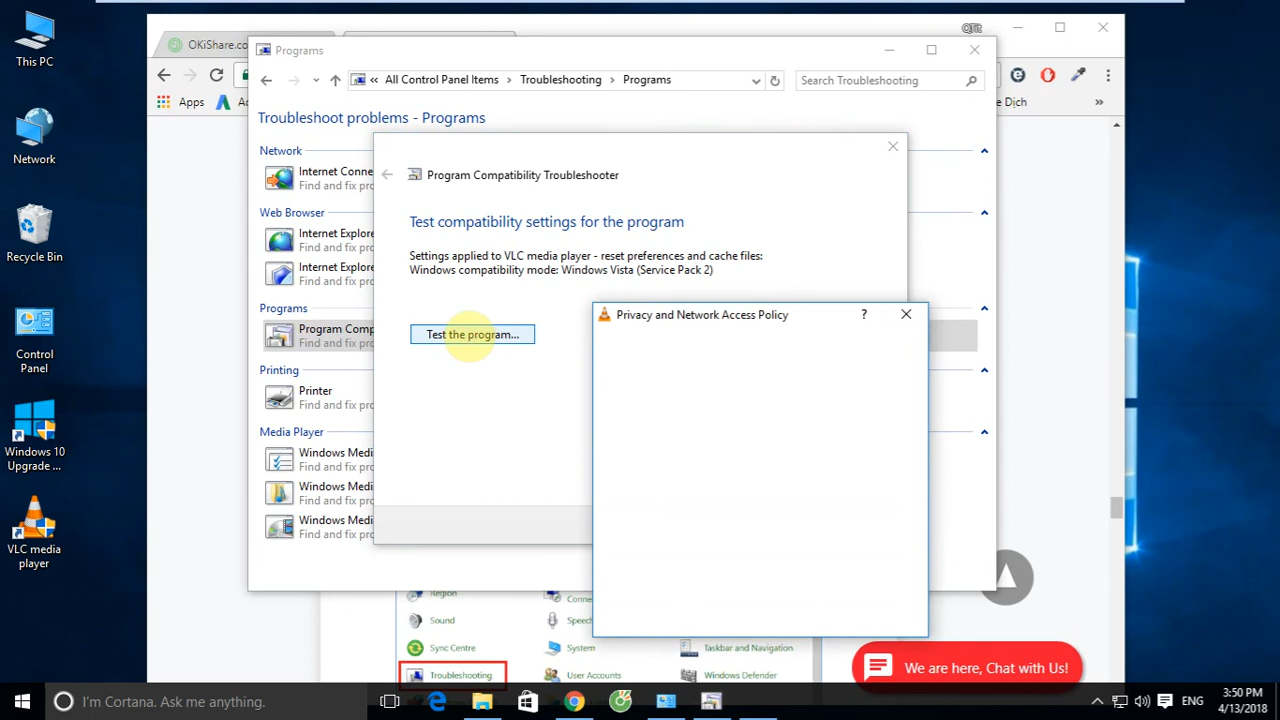 This PC
Network
Recycle Bin
Control
Panel
Windows 10
Upgrade ...
VLC media
player
OKiShare.co
QTit
Apps
e Dịch
»
Programs
« All Control Panel Items > Troubleshooting > Programs
Search Troubleshooting
Troubleshoot problems - Programs
Network
Internet Conne
Find and fix pro
Web Browser
Internet Explore
Find and fix pro
Internet Explore
Find and fix pro
Programs
Program Comp
Find and fix pro
Printing
Printer
Find and fix pro
Media Player
Windows Medi
Find and fix pro
Windows Medi
Find and fix pro
Windows Medi
Find and fix pro
Program Compatibility Troubleshooter
Test compatibility settings for the program
Settings applied to VLC media player - reset preferences and cache files:
Windows compatibility mode: Windows Vista (Service Pack 2)
Test the program...
Privacy and Network Access Policy
?
Region
Conne
Sound
Speec
Sync Centre
System
Taskbar and Navigation
Troubleshooting
User Accounts
Windows Defender
We are here, Chat with Us!
I'm Cortana. Ask me anything.
ENG
3:50 PM
4/13/2018